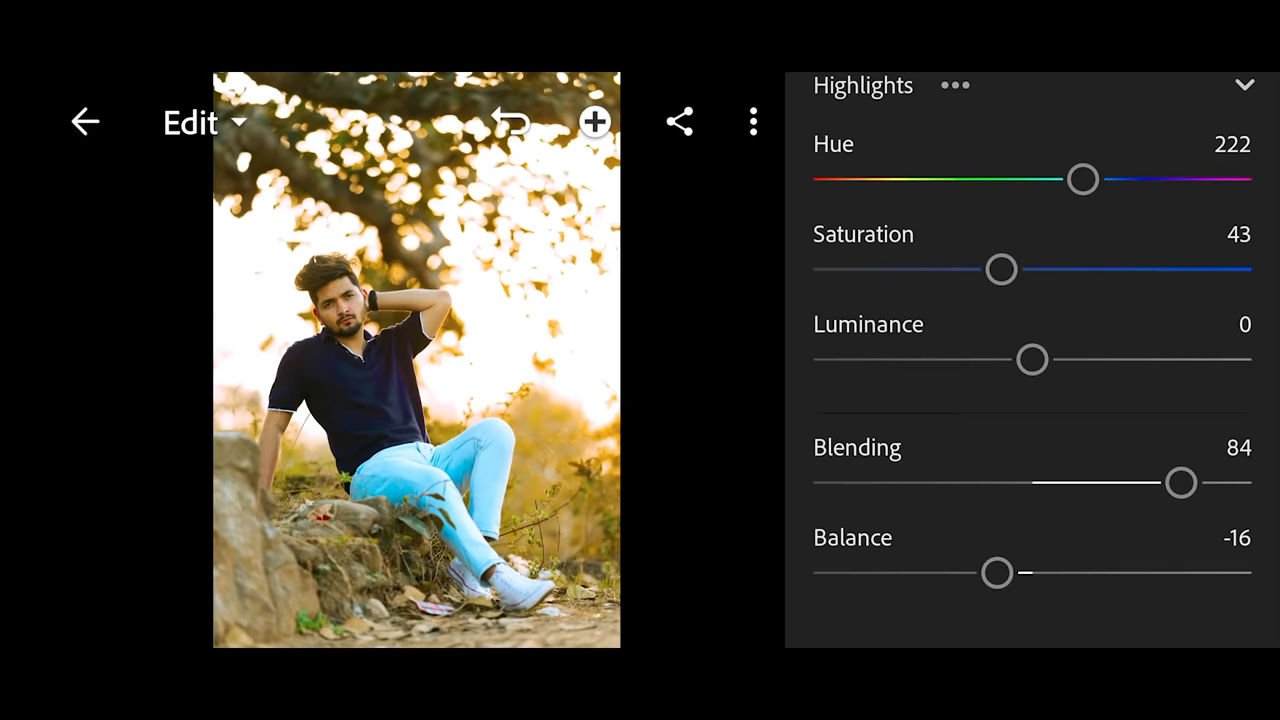 Edit
Highlights
Hue 222
Saturation 43
Luminance 0
Blending 84
Balance -16